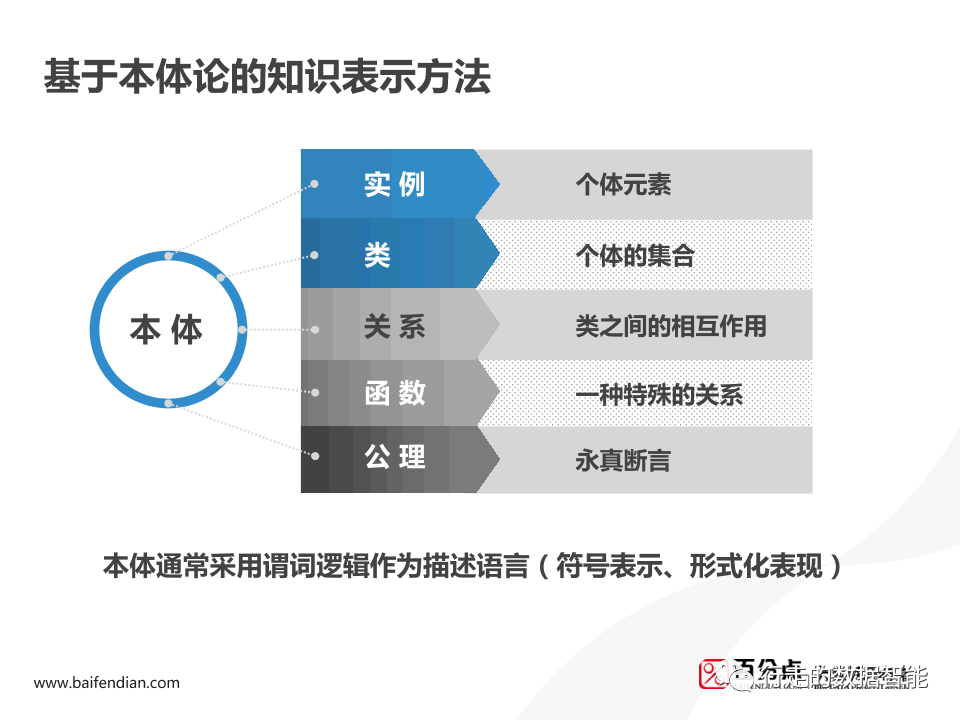 基于本体论的知识表示方法
实例 个体元素
类 个体的集合
本体
关系 类之间的相互作用
函数 一种特殊的关系
公理 永真断言
本体通常采用谓词逻辑作为描述语言（符号表示、形式化表现）
www.baifendian.com
百分点
行走的数据智能